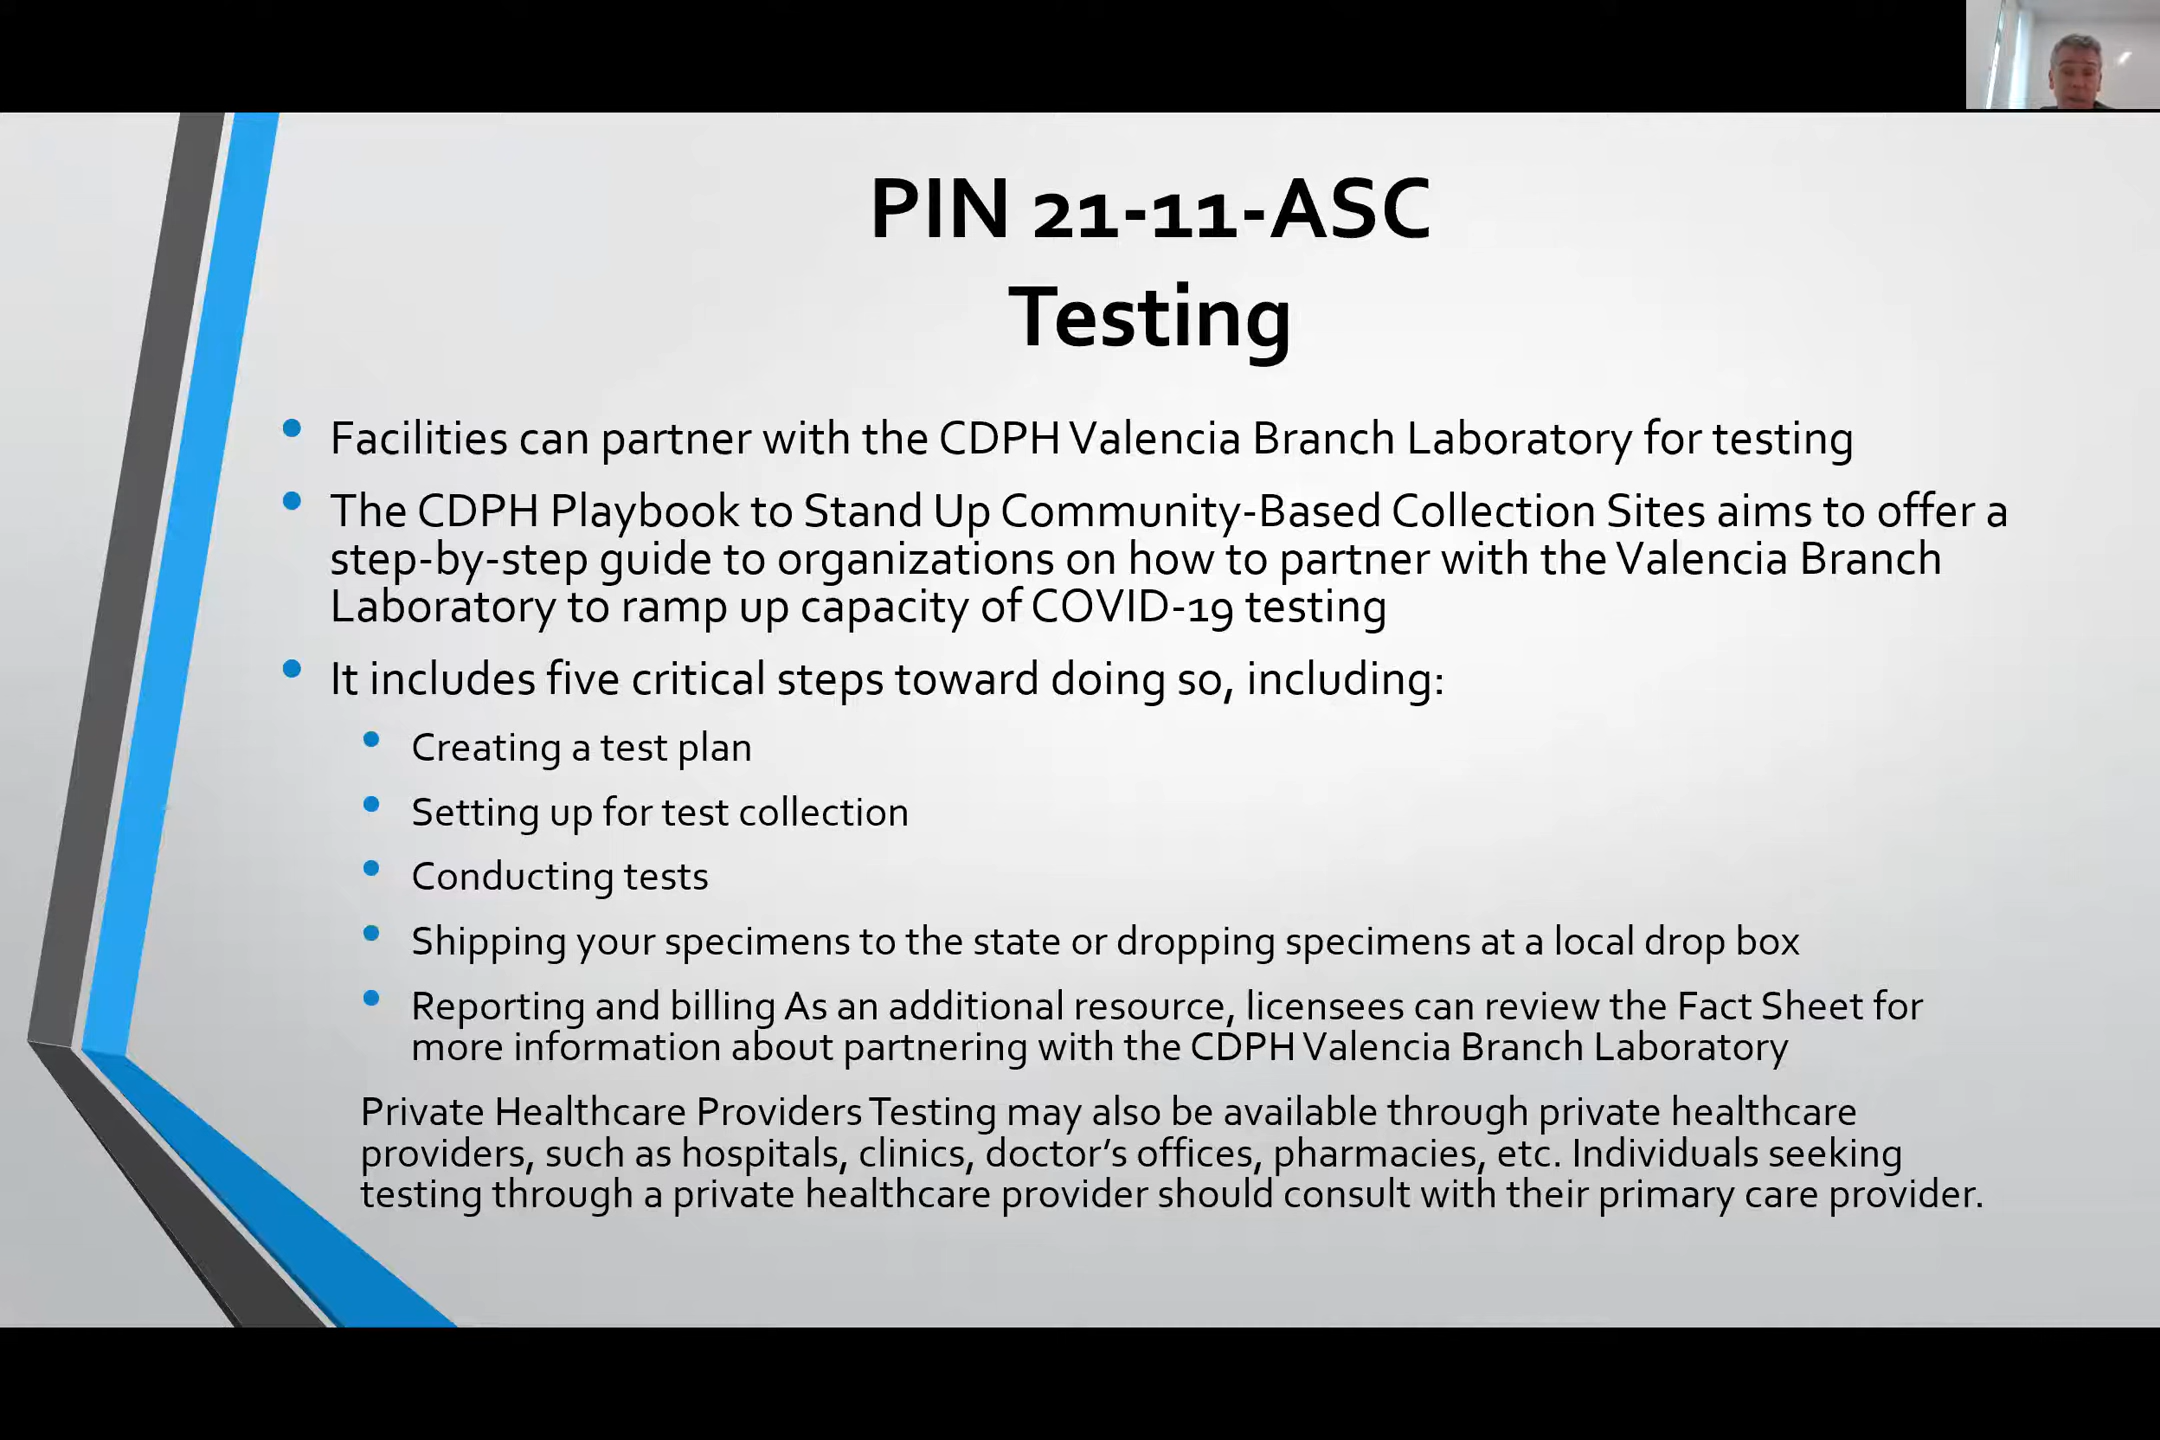 PIN 21-11-ASC
Testing
Facilities can partner with the CDPH Valencia Branch Laboratory for testing
The CDPH Playbook to Stand Up Community-Based Collection Sites aims to offer a
step-by-step guide to organizations on how to partner with the Valencia Branch
Laboratory to ramp up capacity of COVID-19 testing
It includes five critical steps toward doing so, including:
Creating a test plan
Setting up for test collection
Conducting tests
Shipping your specimens to the state or dropping specimens at a local drop box
Reporting and billing As an additional resource, licensees can review the Fact Sheet for
more information about partnering with the CDPH Valencia Branch Laboratory
Private Healthcare Providers Testing may also be available through private healthcare
providers, such as hospitals, clinics, doctor’s offices, pharmacies, etc. Individuals seeking
testing through a private healthcare provider should consult with their primary care provider.